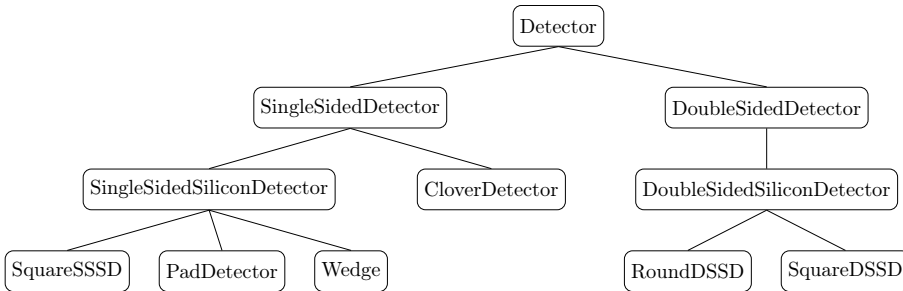 Detector
SingleSidedDetector
DoubleSidedDetector
SingleSidedSiliconDetector
CloverDetector
DoubleSidedSiliconDetector
SquareSSSD
PadDetector
Wedge
RoundDSSD
SquareDSSD